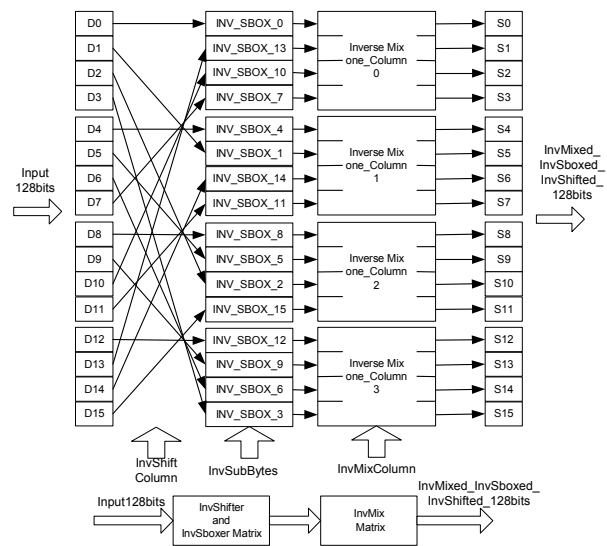 D0 INV_SBOX_0 S0
D1 INV_SBOX_13 Inverse Mix S1
D2 INV_SBOX_10 one_Column S2
0
D3 INV_SBOX_7 S3
D4 INV_SBOX_4 S4
D5 INV_SBOX_1 Inverse Mix S5
D6 INV_SBOX_14 one_Column S6
1
D7 INV_SBOX_11 S7
Input
128bits
InvMixed_
InvSboxed_
InvShifted_
128bits
D8 INV_SBOX_8 S8
D9 INV_SBOX_5 Inverse Mix S9
D10 INV_SBOX_2 one_Column S10
2
D11 INV_SBOX_15 S11
D12 INV_SBOX_12 S12
D13 INV_SBOX_9 Inverse Mix S13
D14 INV_SBOX_6 one_Column S14
3
D15 INV_SBOX_3 S15
InvShift
Column
InvSubBytes
InvMixColumn
Input128bits
InvShifter
and
InvSboxer Matrix
InvMix
Matrix
InvMixed_InvSboxed_
InvShifted_128bits